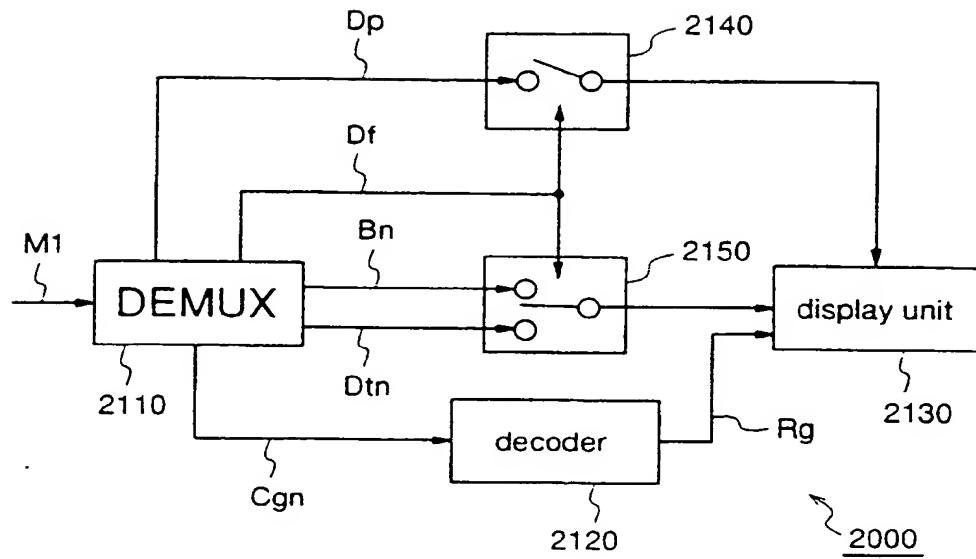 Dp
2140
Df
M1
Bn
2150
DEMUX
display unit
2110
Dtn
2130
Rg
decoder
Cgn
2120
2000